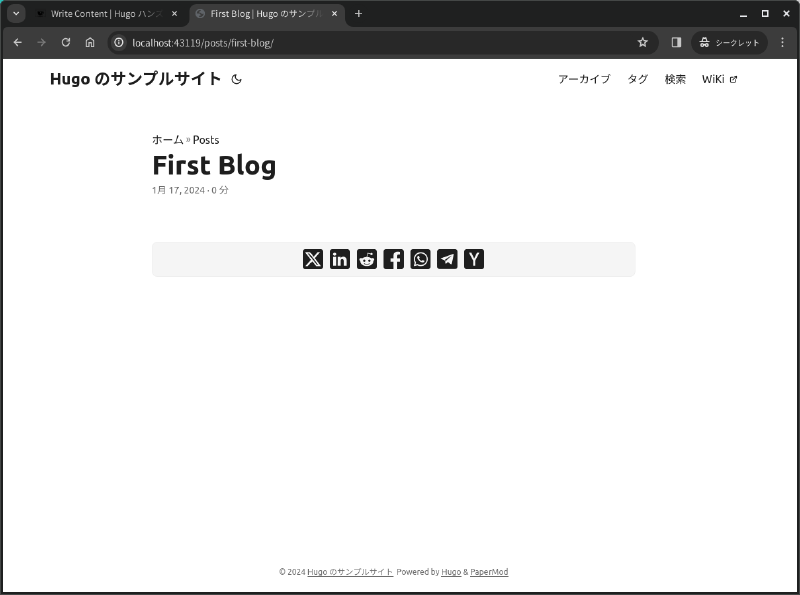 Write Content | Hugo ハンズ
First Blog | Hugo のサンプル
localhost:43119/posts/first-blog/
シークレット
Hugo のサンプルサイト
アーカイブ
タグ
検索
WiKi
ホーム » Posts
First Blog
1月 17, 2024 · 0 分
© 2024 Hugo のサンプルサイト Powered by Hugo & PaperMod